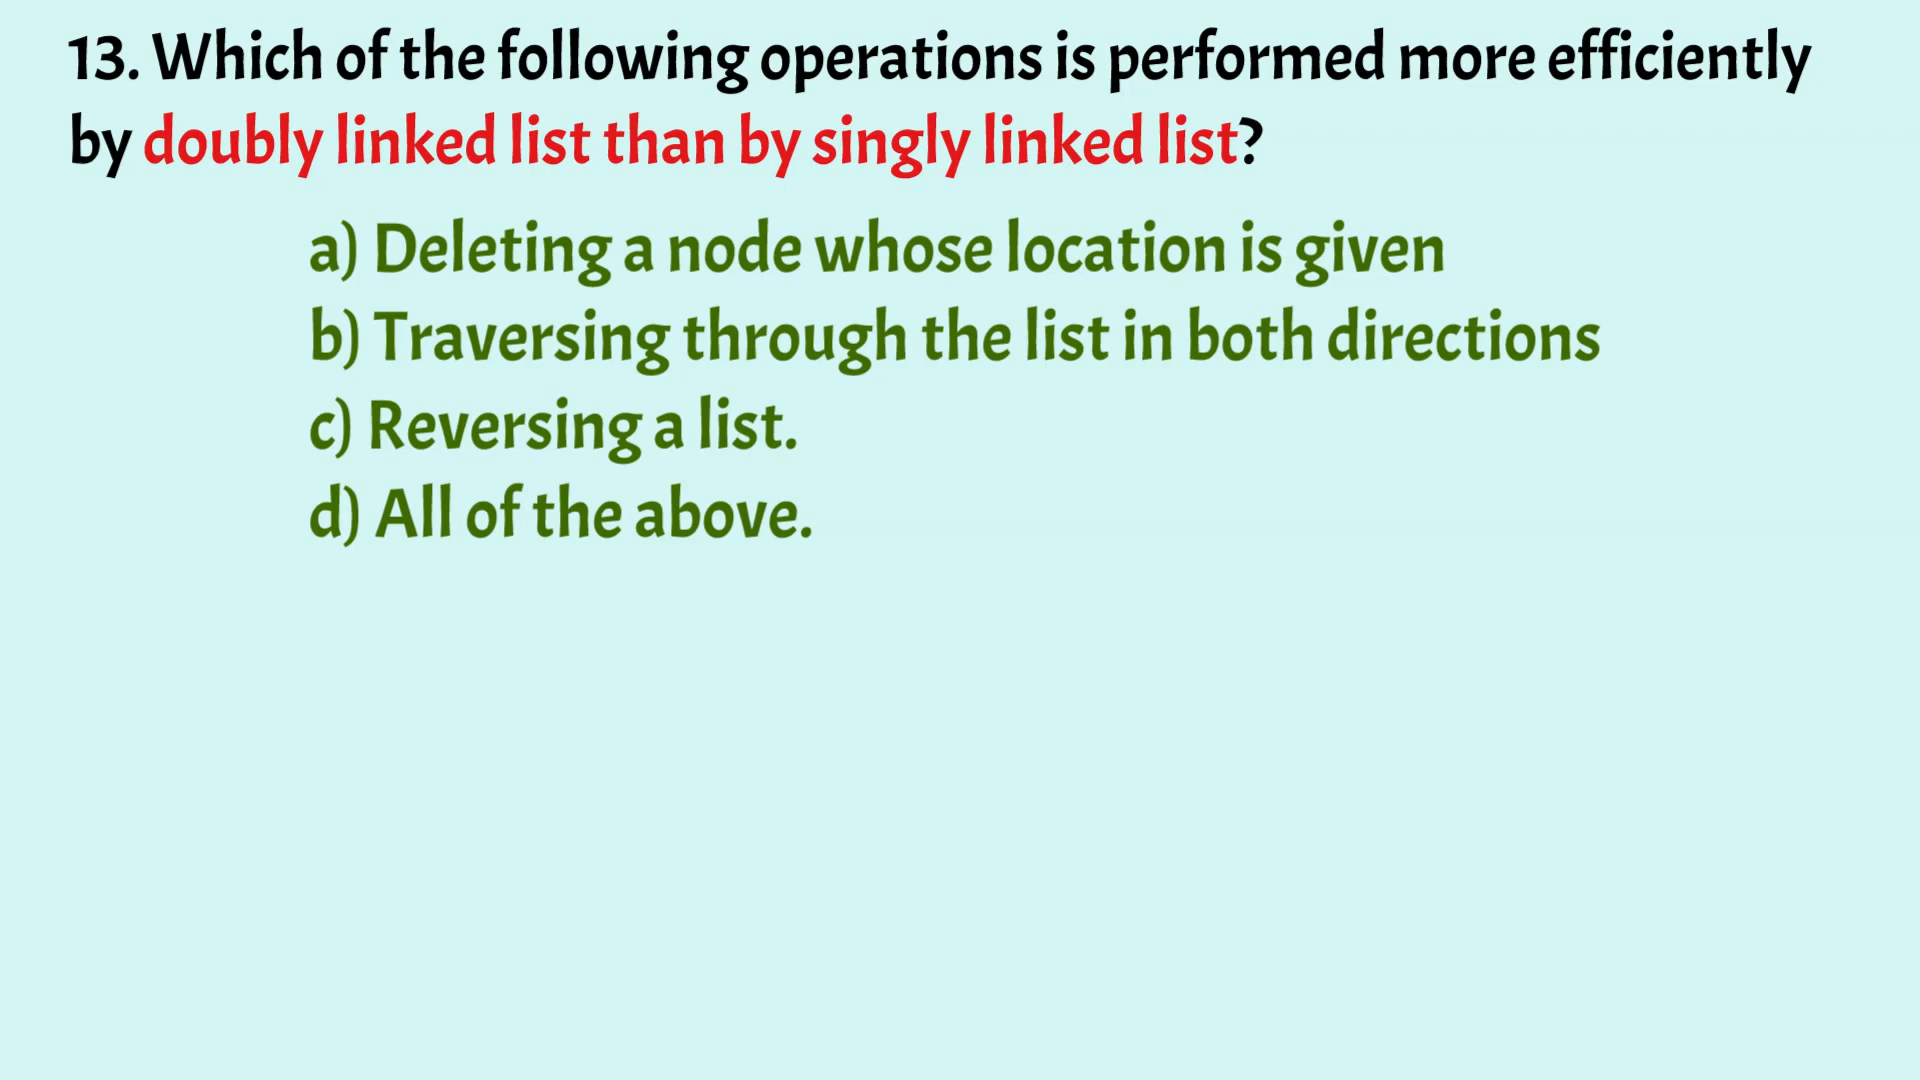 13. Which of the following operations is performed more efficiently
by doubly linked list than by singly linked list?
a) Deleting a node whose location is given
b) Traversing through the list in both directions
c) Reversing a list.
d) All of the above.